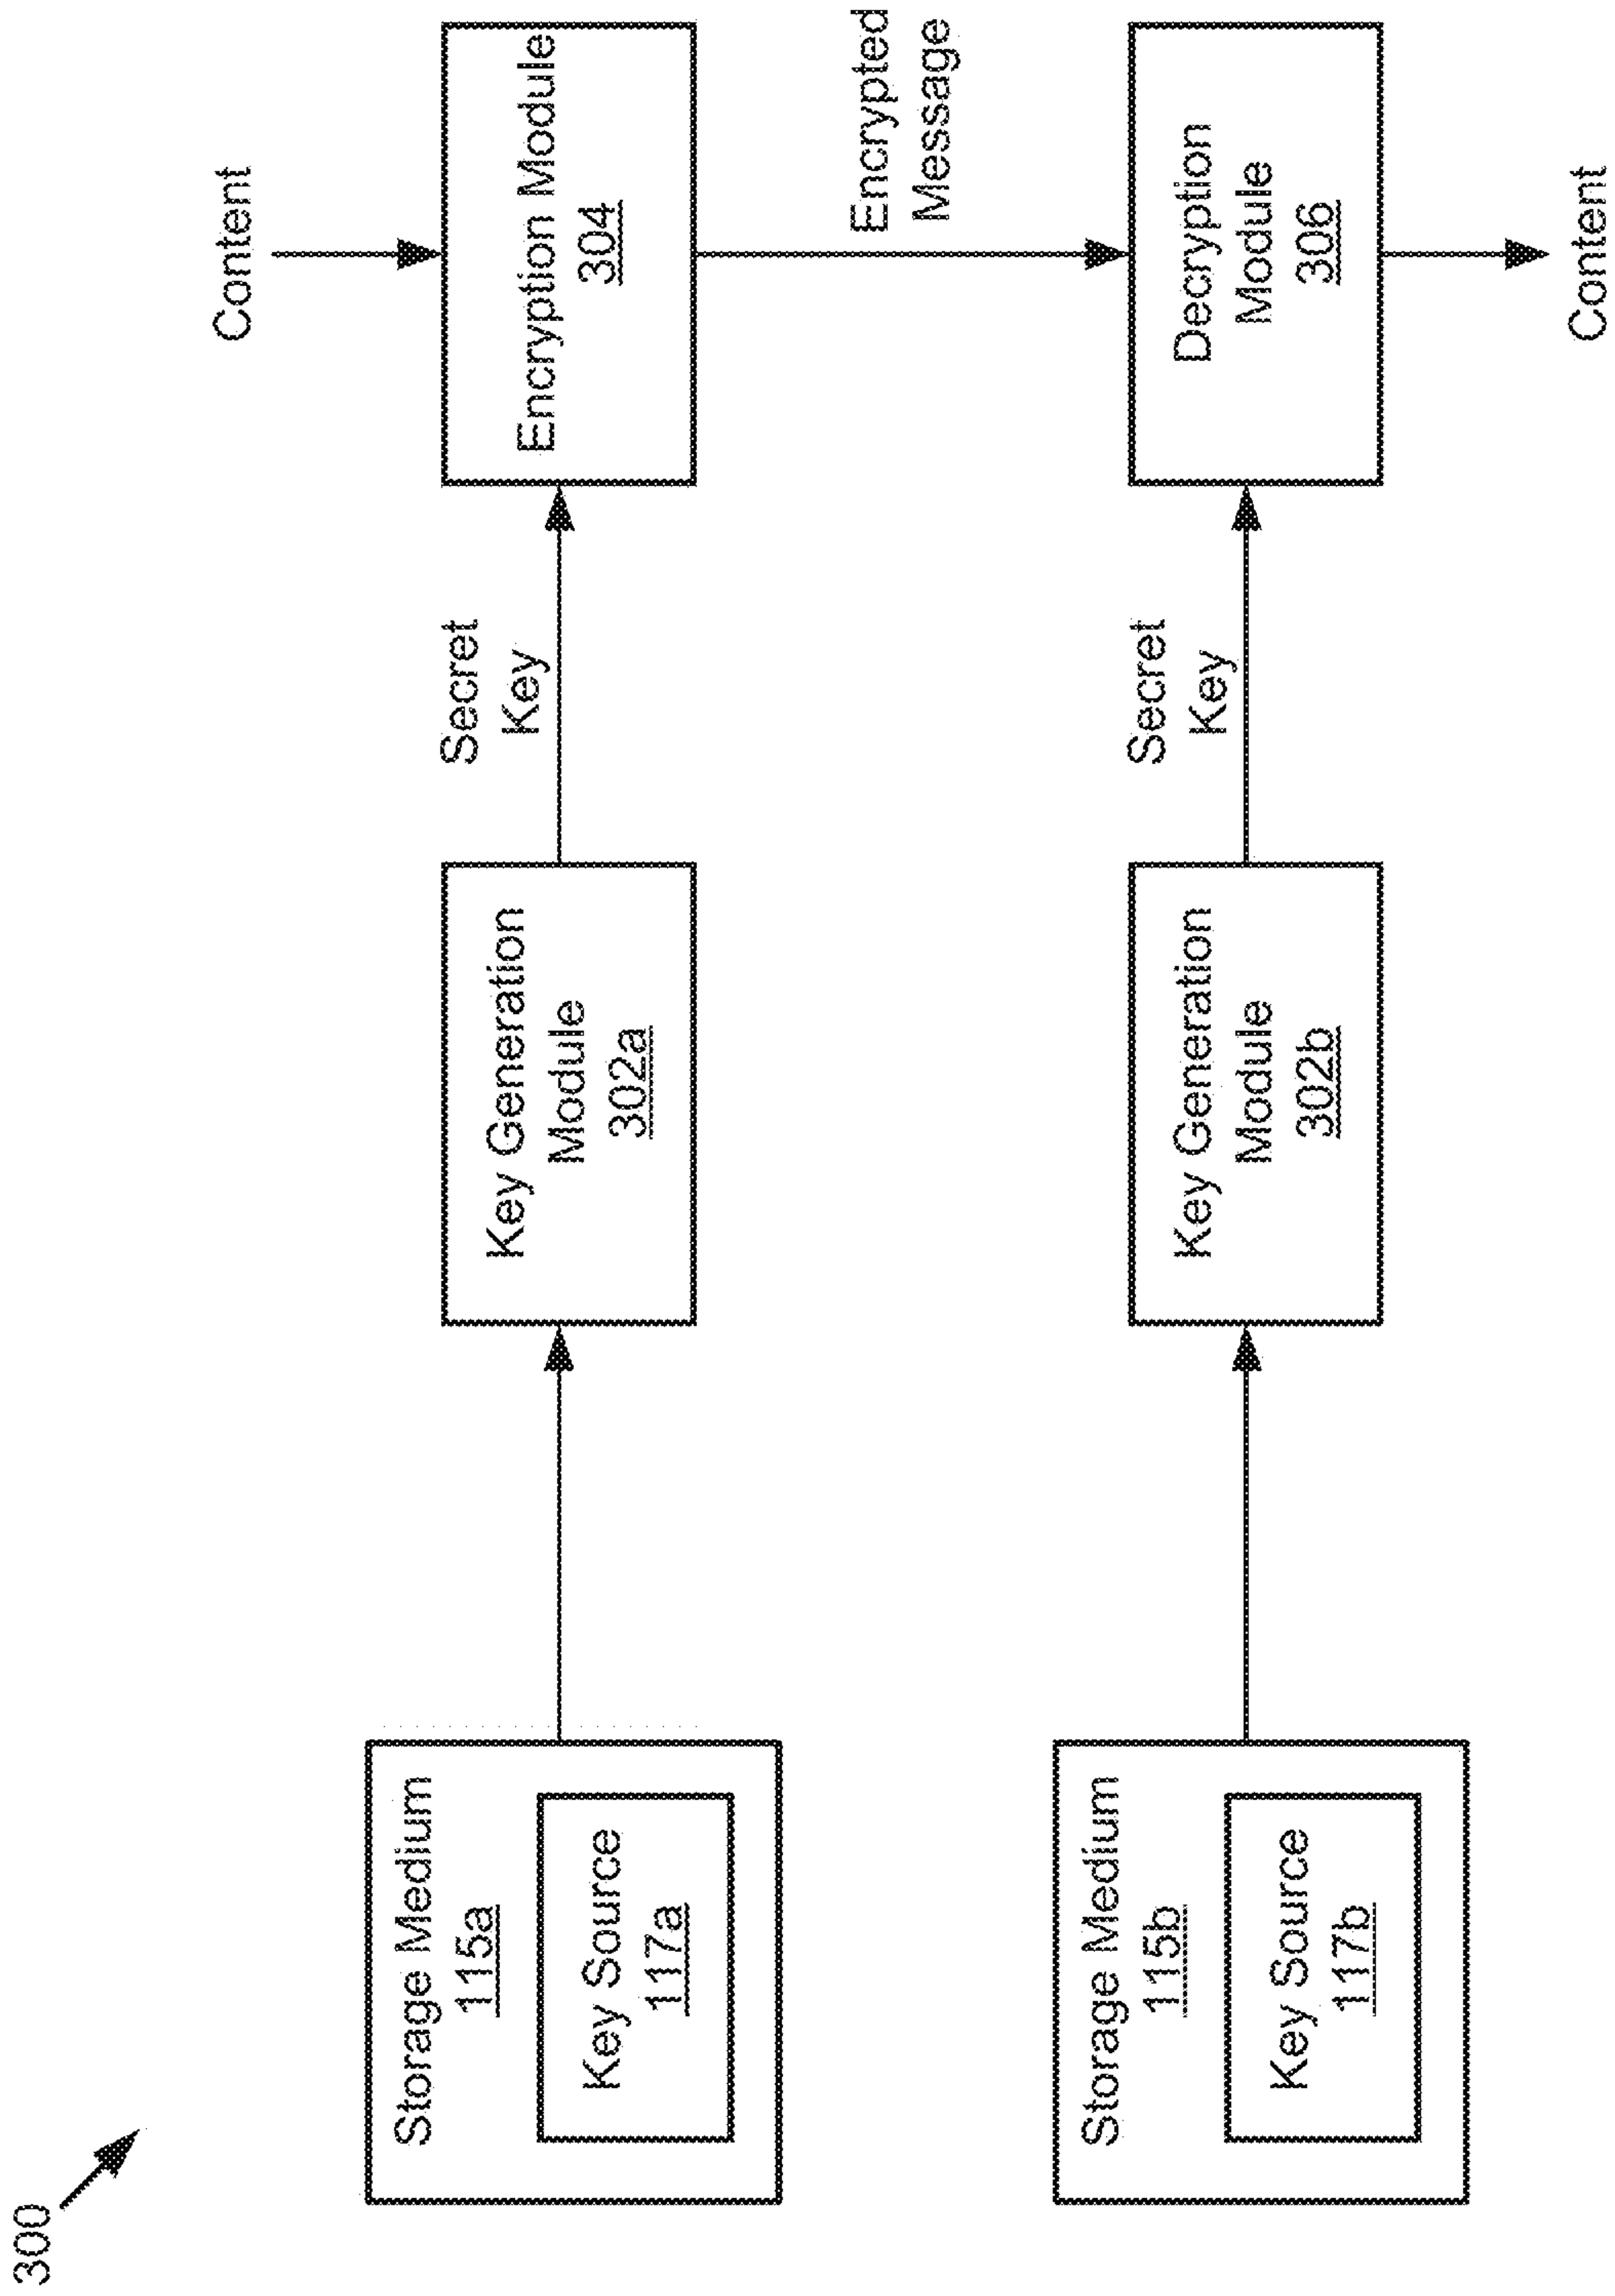 300
Storage Medium
115a
Key Source
117a
Key Generation
Module
302a
Secret
Key
Content
Encryption Module
304
Encrypted
Message
Storage Medium
115b
Key Source
117b
Key Generation
Module
302b
Secret
Key
Decryption
Module
306
Content